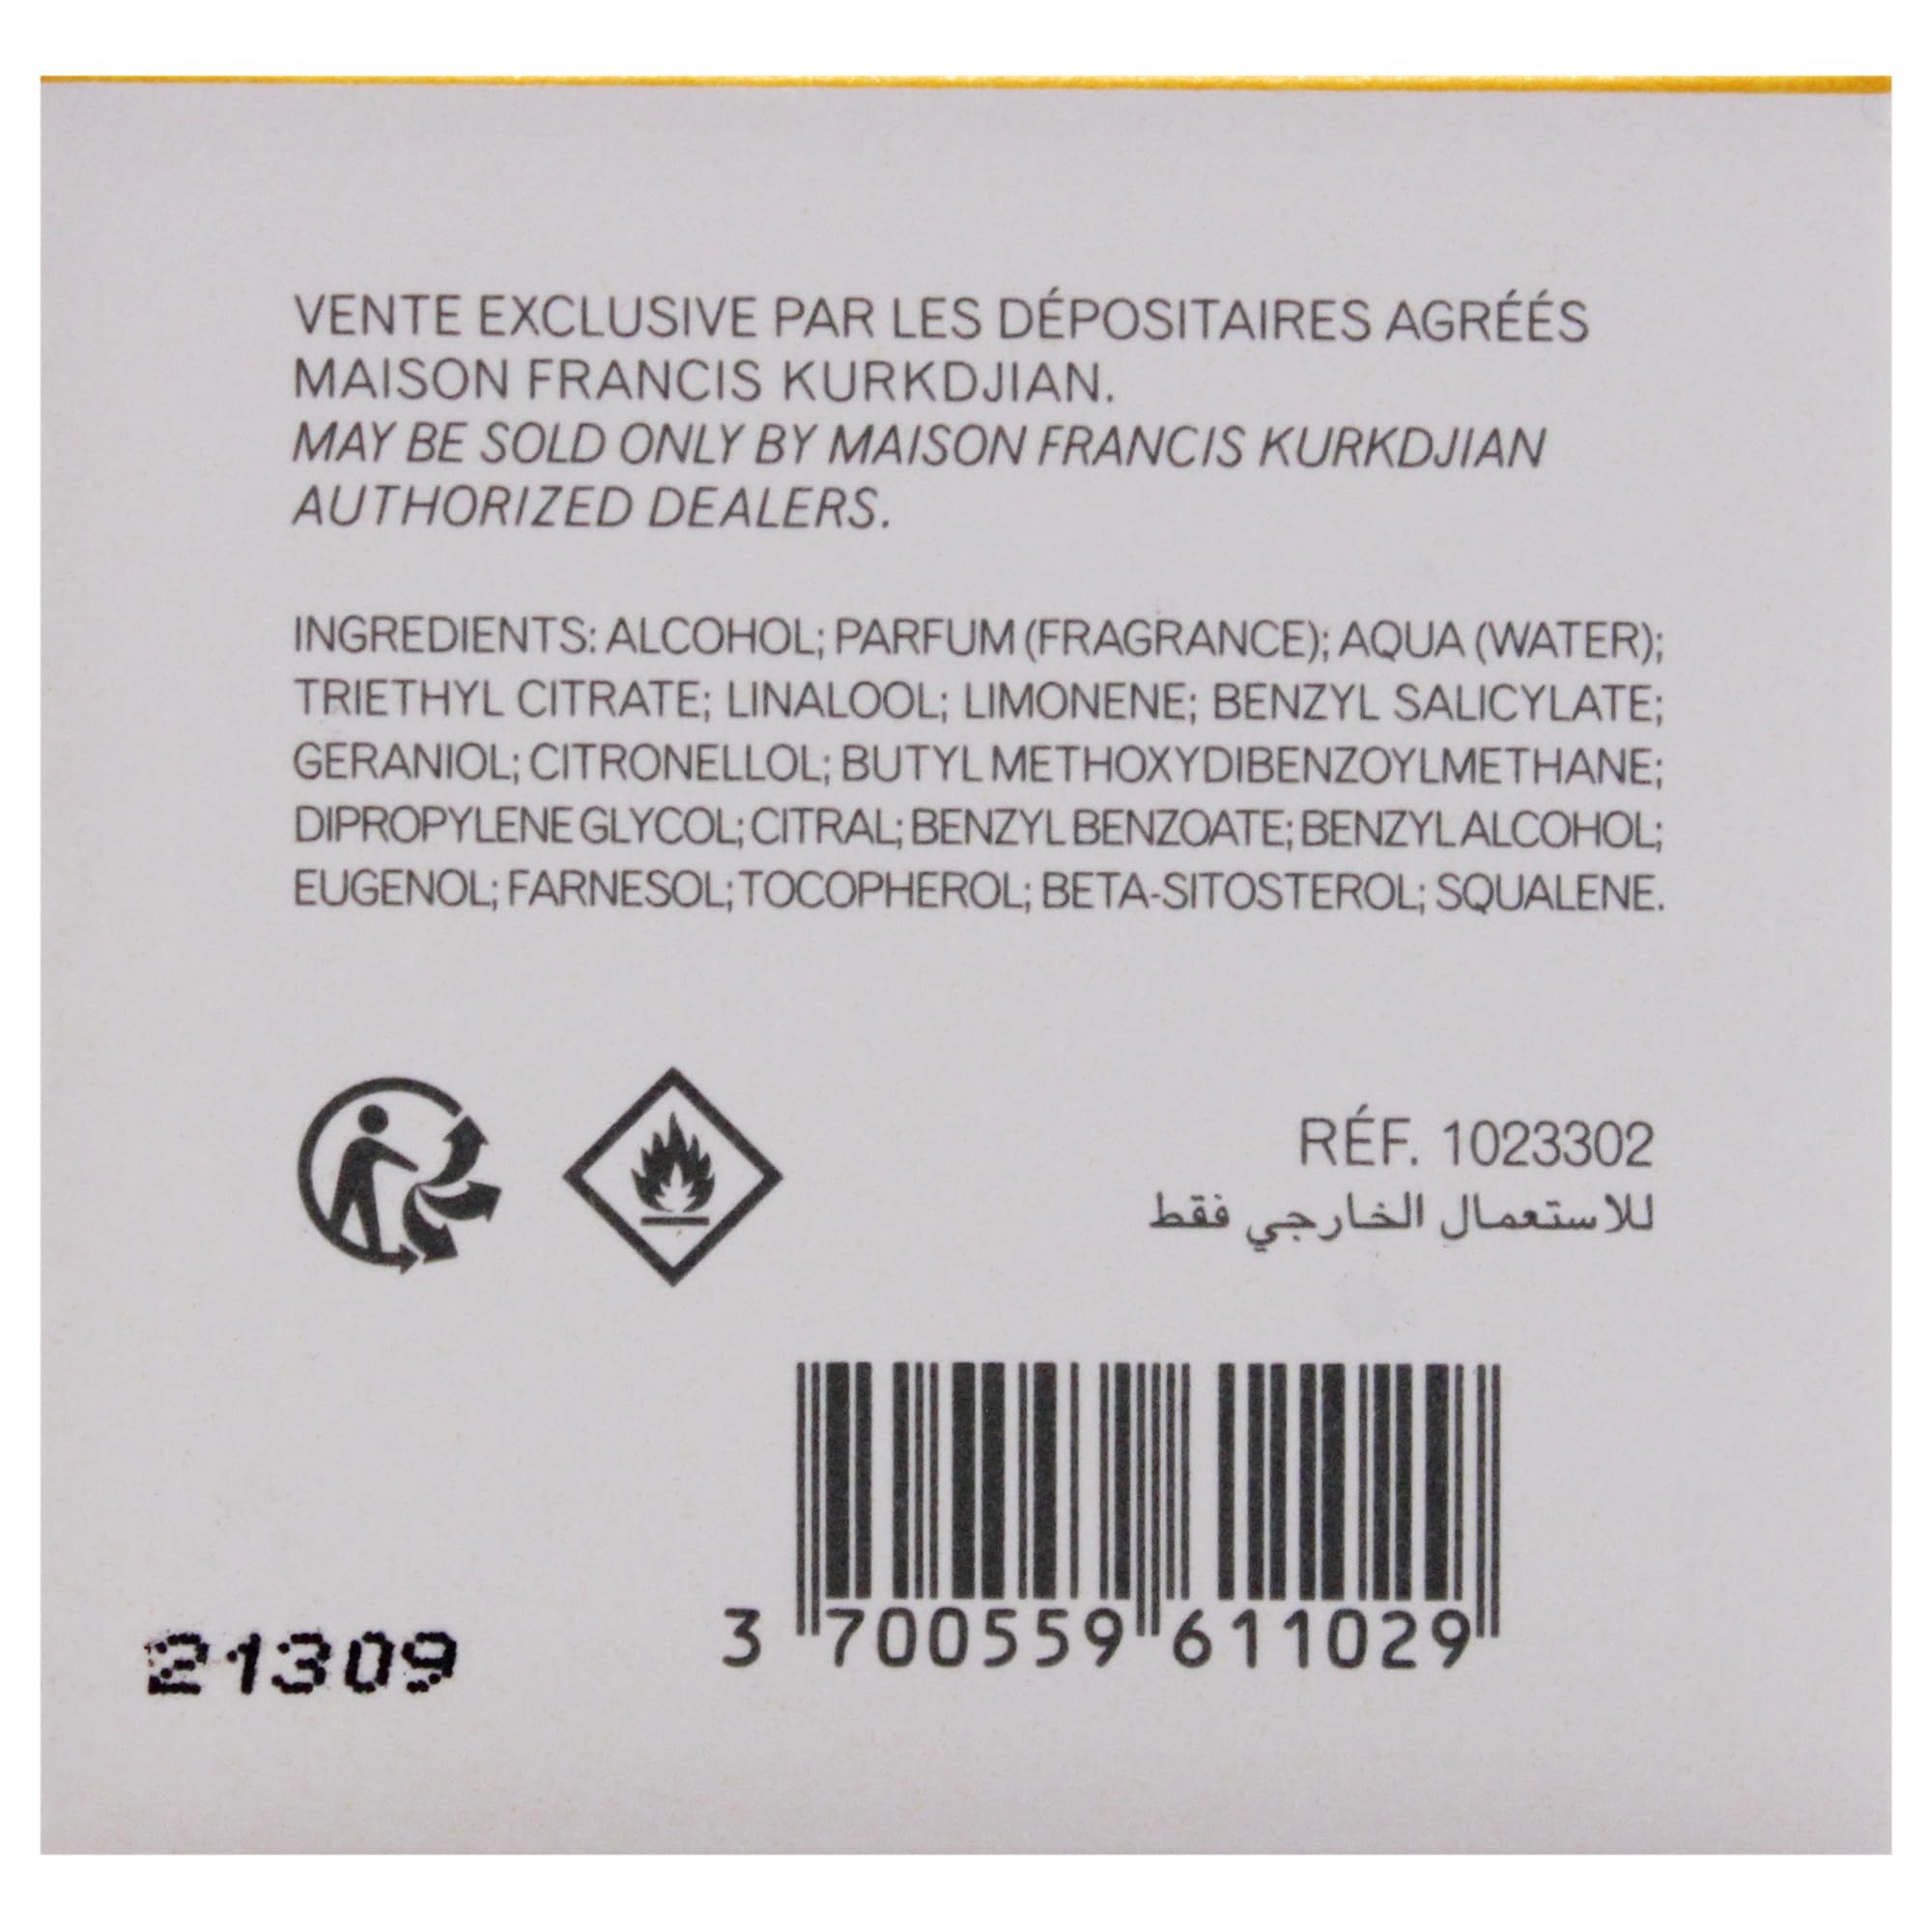 VENTE EXCLUSIVE PAR LES DÉPOSITAIRES AGRÉÉS
MAISON FRANCIS KURKDJIAN.
MAY BE SOLD ONLY BY MAISON FRANCIS KURKDJIAN
AUTHORIZED DEALERS.
INGREDIENTS: ALCOHOL; PARFUM (FRAGRANCE); AQUA (WATER);
TRIETHYL CITRATE; LINALOOL; LIMONENE; BENZYL SALICYLATE;
GERANIOL; CITRONELLOL; BUTYL METHOXYDIBENZOYLMETHANE;
DIPROPYLENE GLYCOL; CITRAL; BENZYL BENZOATE; BENZYL ALCOHOL;
EUGENOL; FARNESOL; TOCOPHEROL; BETA-SITOSTEROL; SQUALENE.
RÉF. 1023302
للاستعمال الخارجي فقط
3 700559 611029
21309